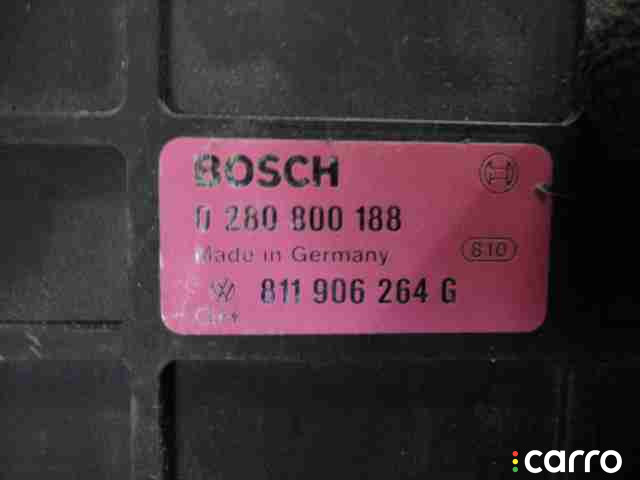 BOSCH
0 280 800 188
Made in Germany
810
811 906 264 G
carro